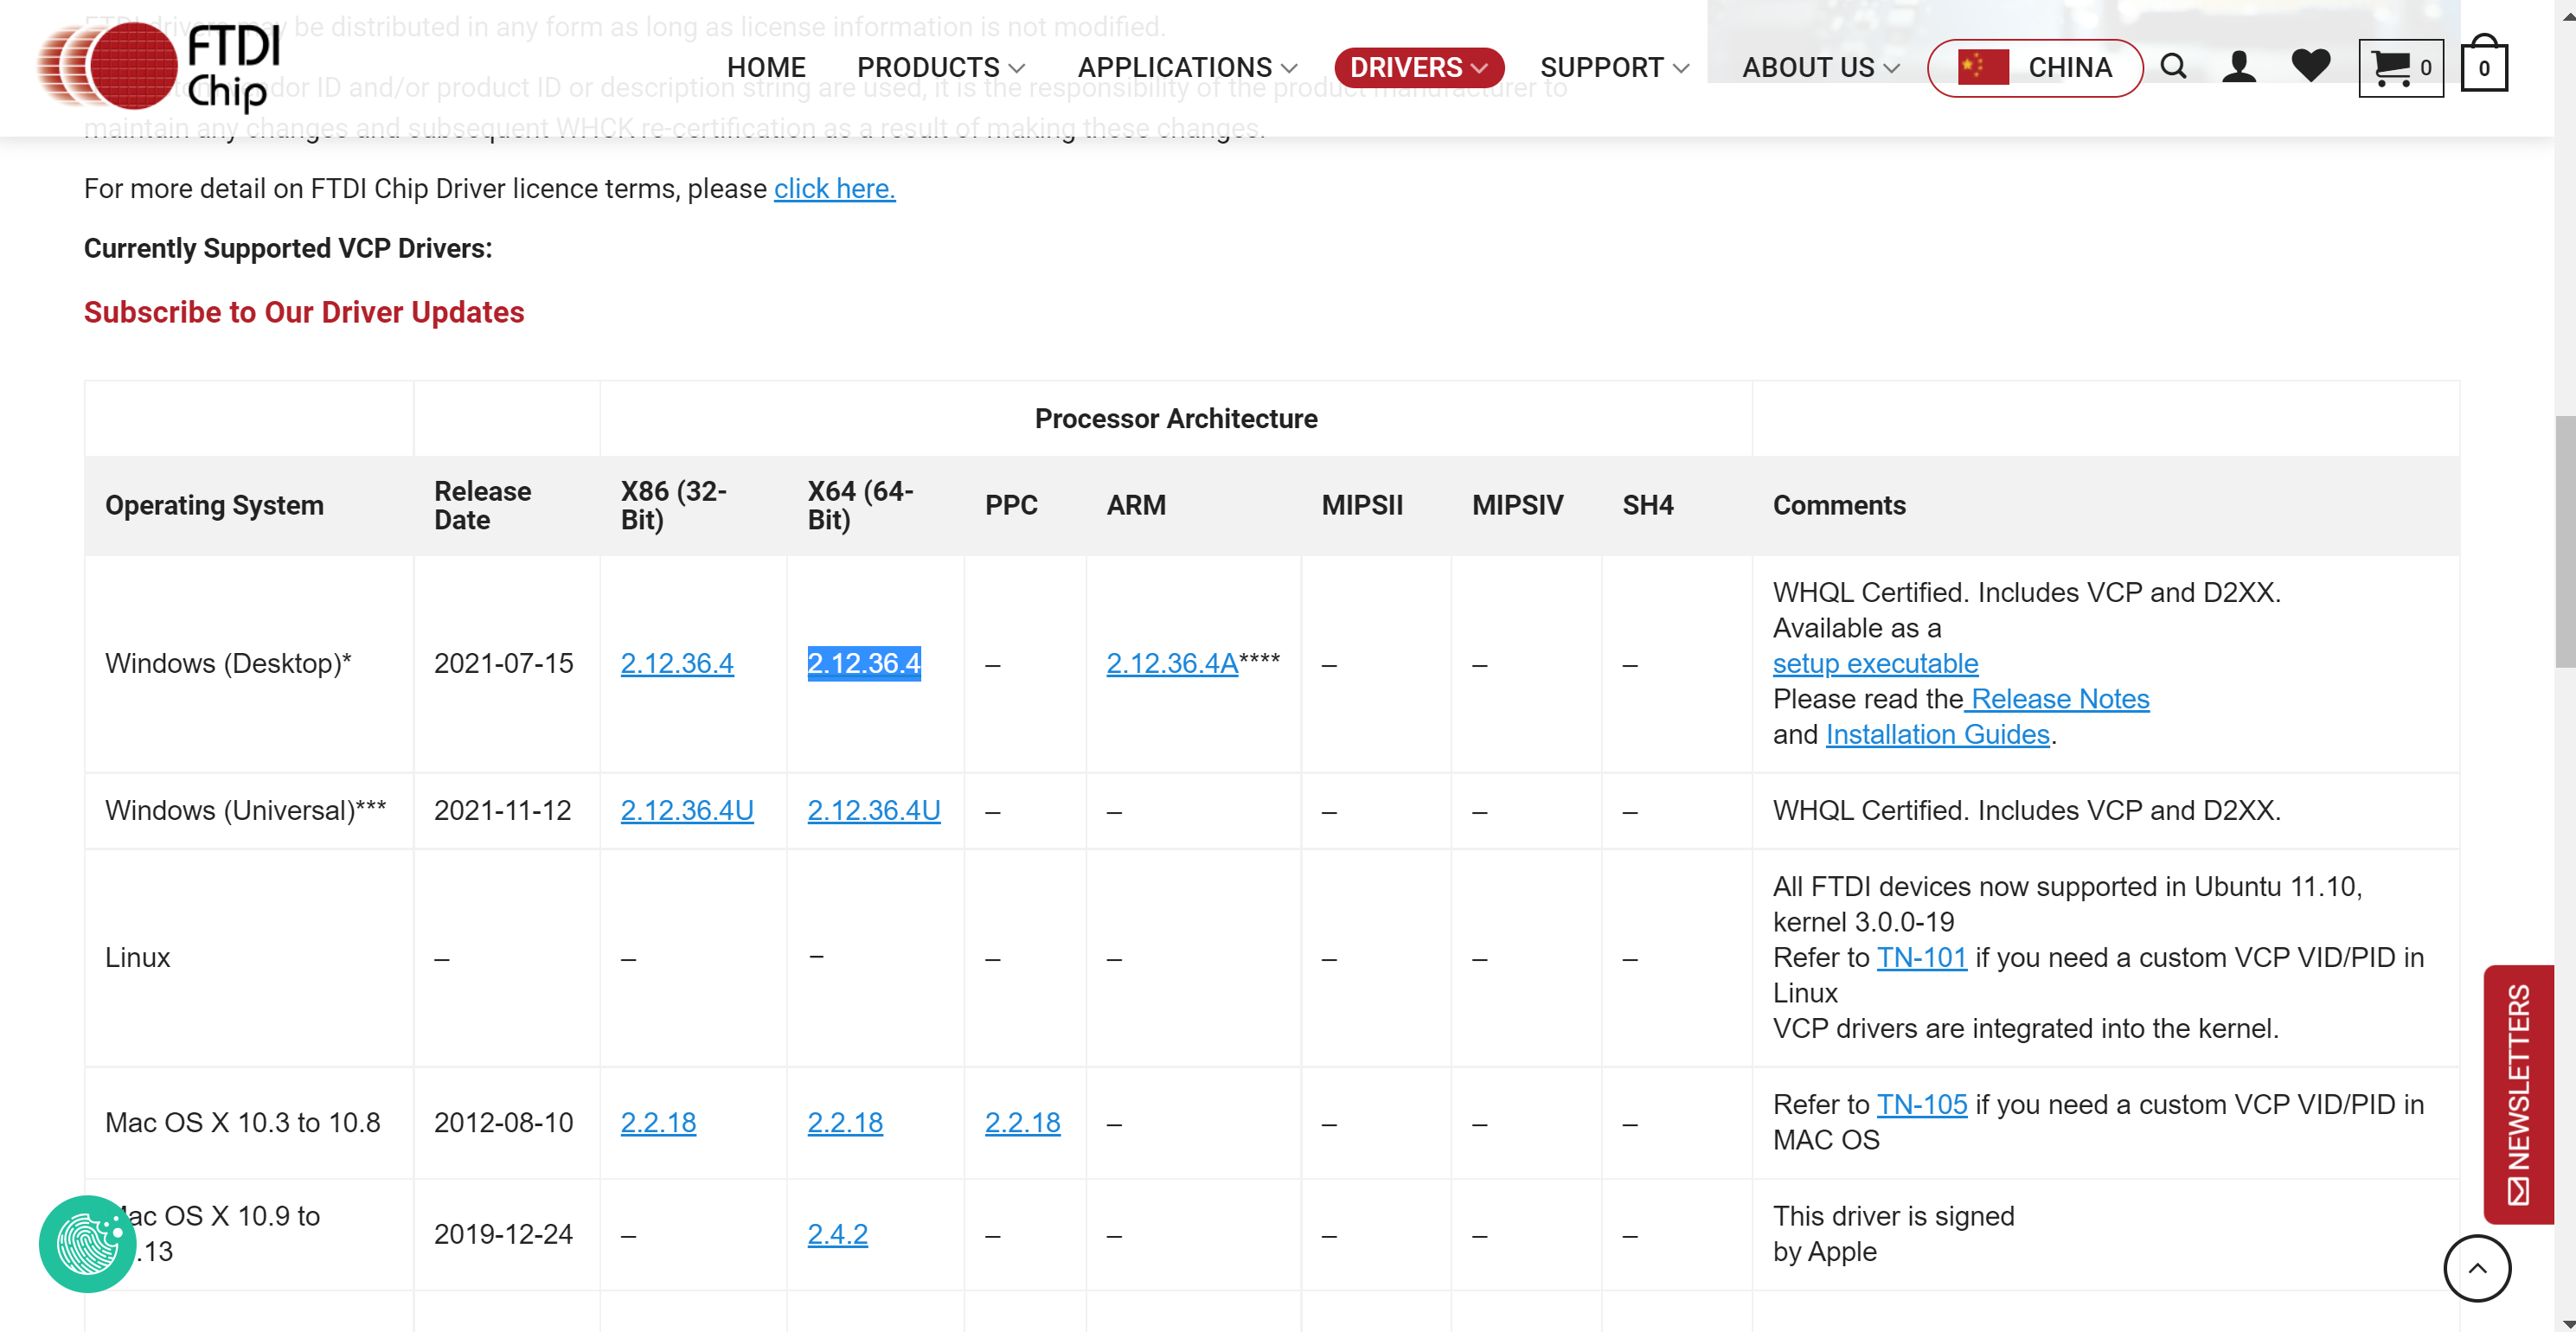 FTDI drivers may be distributed in any form as long as license information is not modified.
FTDI
Chip
HOME
PRODUCTS
APPLICATIONS
DRIVERS
SUPPORT
ABOUT US
CHINA
0
0
vendor ID and/or product ID or description string are used, it is the responsibility of the product manufacturer to
maintain any changes and subsequent WHCK re-certification as a result of making these changes.
For more detail on FTDI Chip Driver licence terms, please click here.
Currently Supported VCP Drivers:
Subscribe to Our Driver Updates
Processor Architecture
Operating System
Release
Date
X86 (32-
Bit)
X64 (64-
Bit)
PPC
ARM
MIPSII
MIPSIV
SH4
Comments
Windows (Desktop)*
2021-07-15
2.12.36.4
2.12.36.4
–
2.12.36.4A****
–
–
–
WHQL Certified. Includes VCP and D2XX.
Available as a
setup executable
Please read the Release Notes
and Installation Guides.
Windows (Universal)***
2021-11-12
2.12.36.4U
2.12.36.4U
–
–
–
–
–
WHQL Certified. Includes VCP and D2XX.
Linux
–
–
–
–
–
–
–
–
All FTDI devices now supported in Ubuntu 11.10,
kernel 3.0.0-19
Refer to TN-101 if you need a custom VCP VID/PID in
Linux
VCP drivers are integrated into the kernel.
Mac OS X 10.3 to 10.8
2012-08-10
2.2.18
2.2.18
2.2.18
–
–
–
–
Refer to TN-105 if you need a custom VCP VID/PID in
MAC OS
Mac OS X 10.9 to
.13
2019-12-24
–
2.4.2
–
–
–
–
–
This driver is signed
by Apple
NEWSLETTERS